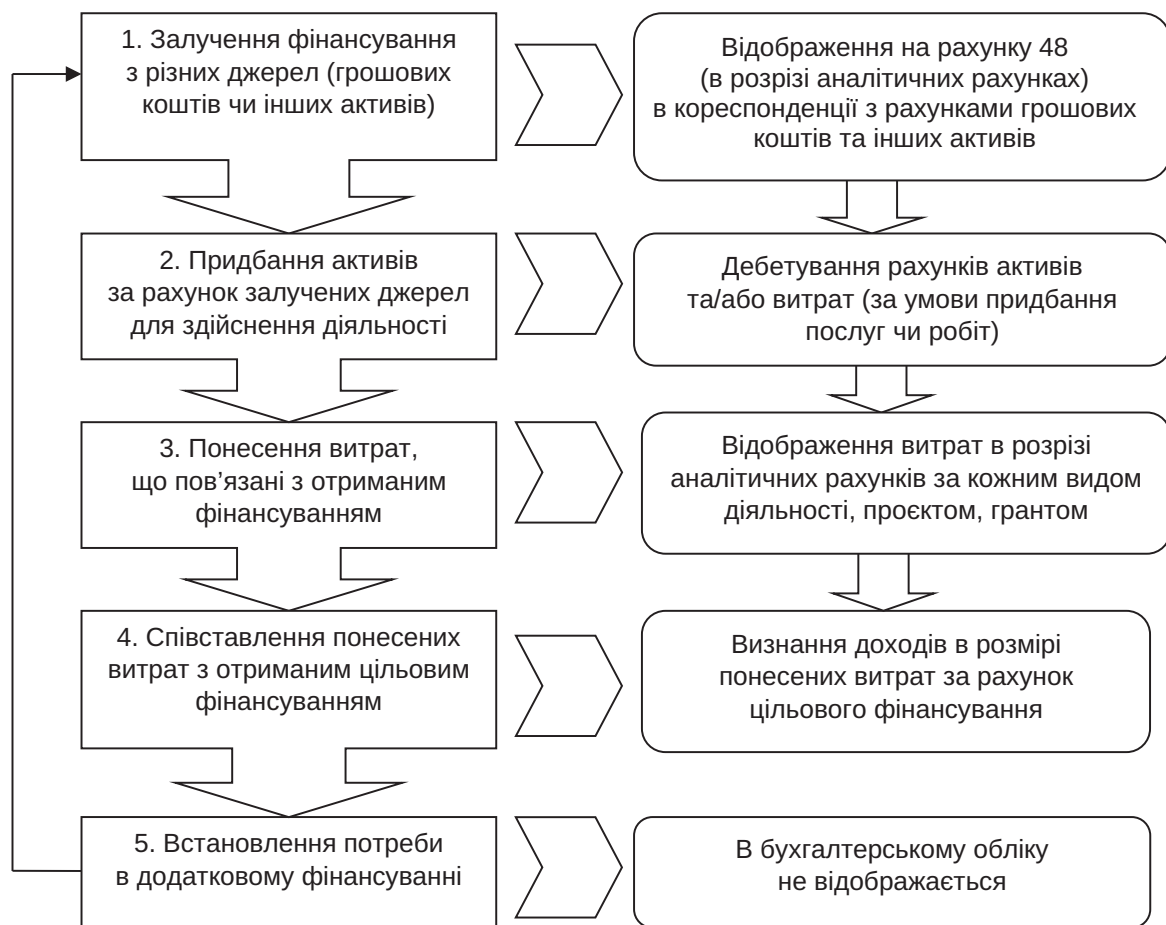 1. Залучення фінансування
з різних джерел (грошових
коштів чи інших активів)
Відображення на рахунку 48
(в розрізі аналітичних рахунках)
в кореспонденції з рахунками грошових
коштів та інших активів
2. Придбання активів
за рахунок залучених джерел
для здійснення діяльності
Дебетування рахунків активів
та/або витрат (за умови придбання
послуг чи робіт)
3. Понесення витрат,
що пов’язані з отриманим
фінансуванням
Відображення витрат в розрізі
аналітичних рахунків за кожним видом
діяльності, проєктом, грантом
4. Співставлення понесених
витрат з отриманим цільовим
фінансуванням
Визнання доходів в розмірі
понесених витрат за рахунок
цільового фінансування
5. Встановлення потреби
в додатковому фінансуванні
В бухгалтерському обліку
не відображається